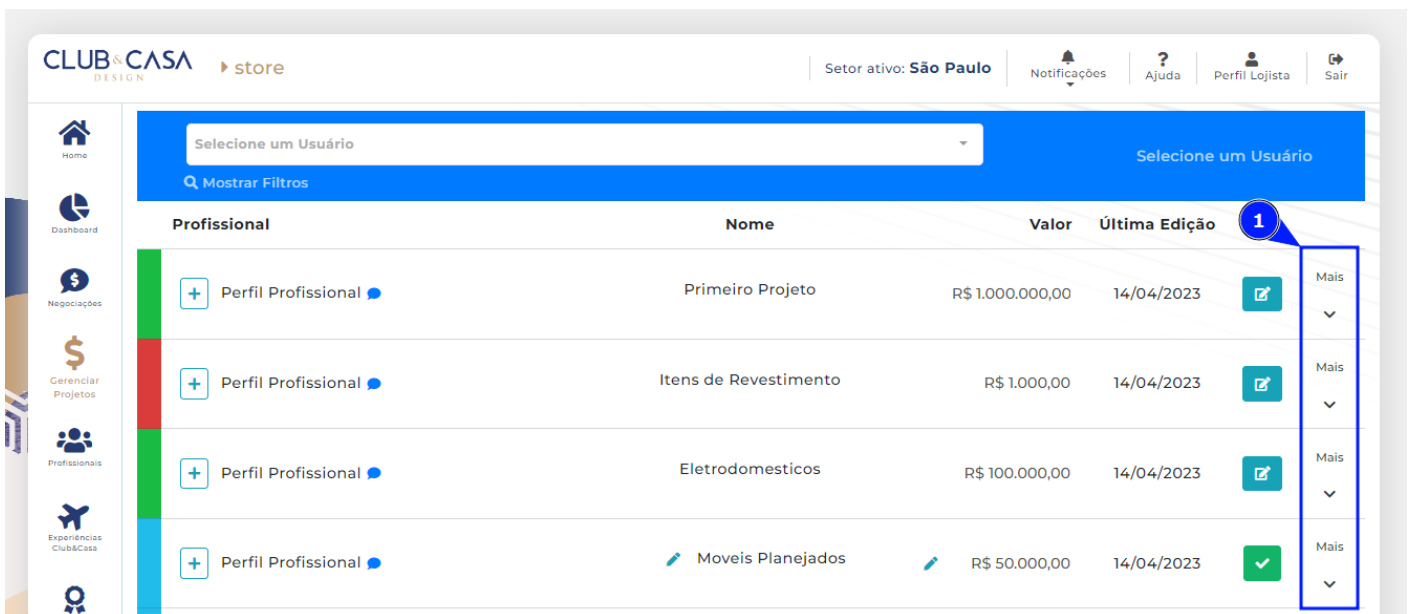 CLUB&CASA
DESIGN
store
Setor ativo: São Paulo
Notificações
? Ajuda
Perfil Lojista
Sair
Home
Dashboard
Negociações
Gerenciar
Projetos
Profissionais
Experiências
Club&Casa
Selecione um Usuário
Mostrar Filtros
Selecione um Usuário
Profissional Nome Valor Última Edição
1
Perfil Profissional Primeiro Projeto R$ 1.000.000,00 14/04/2023 Mais
Perfil Profissional Itens de Revestimento R$ 1.000,00 14/04/2023 Mais
Perfil Profissional Eletrodomesticos R$ 100.000,00 14/04/2023 Mais
Perfil Profissional Moveis Planejados R$ 50.000,00 14/04/2023 Mais